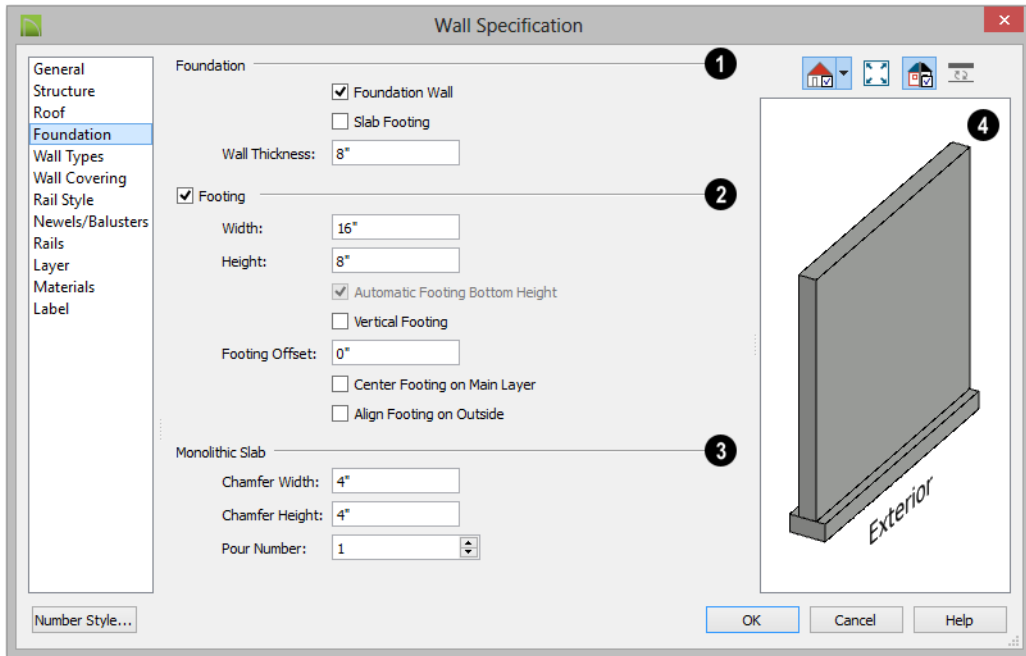 Wall Specification
General
Structure
Roof
Foundation
Wall Types
Wall Covering
Rail Style
Newels/Balusters
Rails
Layer
Materials
Label
Number Style...
Foundation
1
Foundation Wall
Slab Footing
Wall Thickness: 8"
Footing
2
Width: 16"
Height: 8"
Automatic Footing Bottom Height
Vertical Footing
Footing Offset: 0"
Center Footing on Main Layer
Align Footing on Outside
Monolithic Slab
3
Chamfer Width: 4"
Chamfer Height: 4"
Pour Number: 1
4
Exterior
OK
Cancel
Help